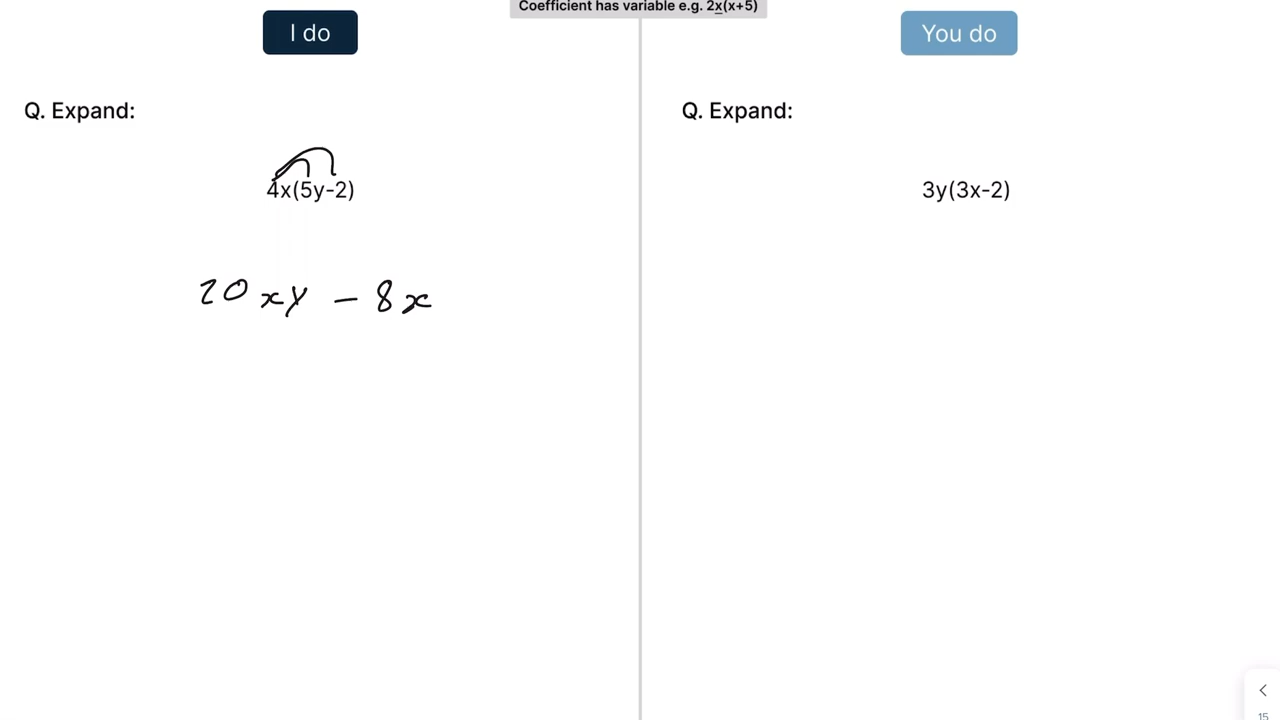 Coefficient has variable e.g. 2x(x+5)
I do
Q. Expand:
4x(5y-2)
20xy - 8x
You do
Q. Expand:
3y(3x-2)
15